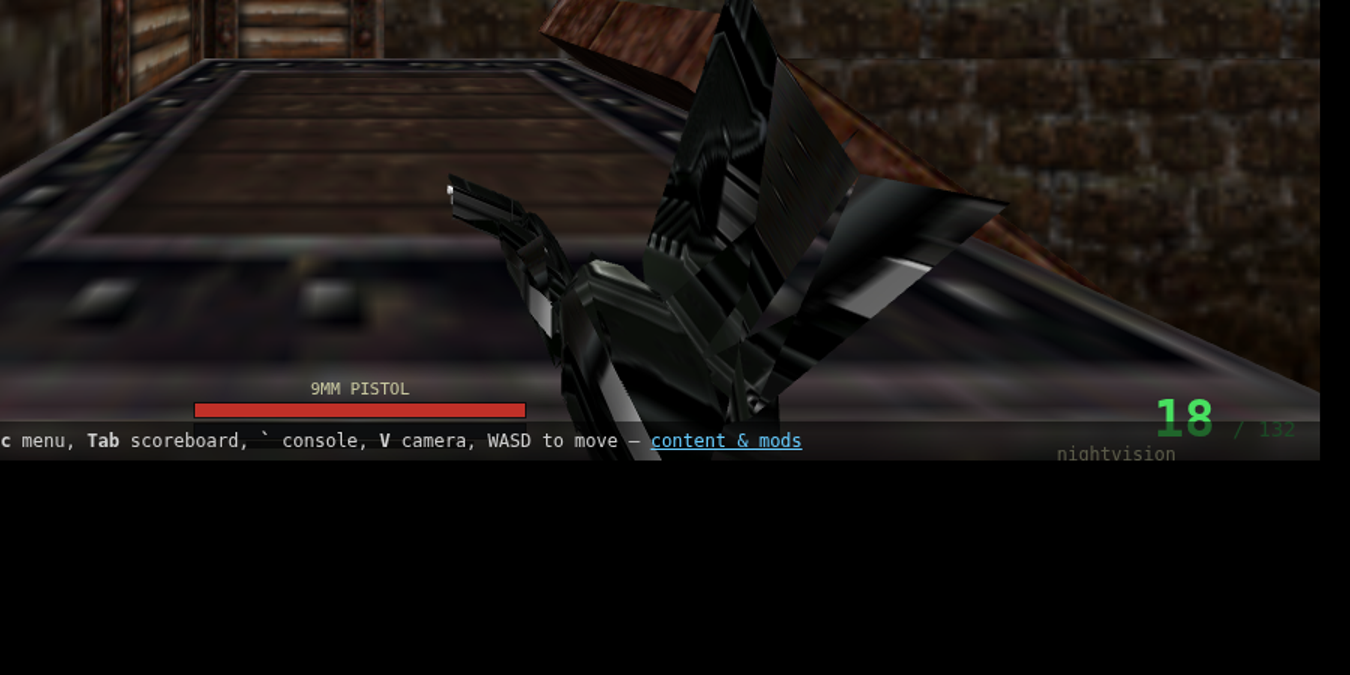 9MM PISTOL
c menu, Tab scoreboard, ` console, V camera, WASD to move — content & mods
18 / 132
nightvision